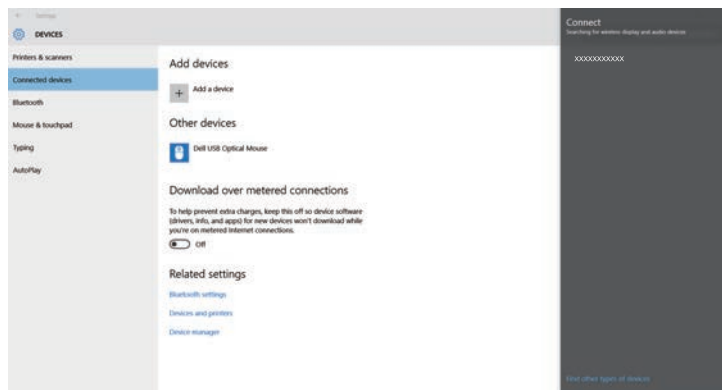 Settings
DEVICES
Printers & scanners
Connected devices
Bluetooth
Mouse & touchpad
Typing
AutoPlay
Add devices
+ Add a device
Other devices
Dell USB Optical Mouse
Download over metered connections
To help prevent extra charges, keep this off so device software
(drivers, info, and apps) for new devices won't download while
you're on metered Internet connections.
Off
Related settings
Bluetooth settings
Devices and printers
Device manager
Connect
Searching for wireless display and audio devices
xxxxxxxxxxx
Find other types of devices